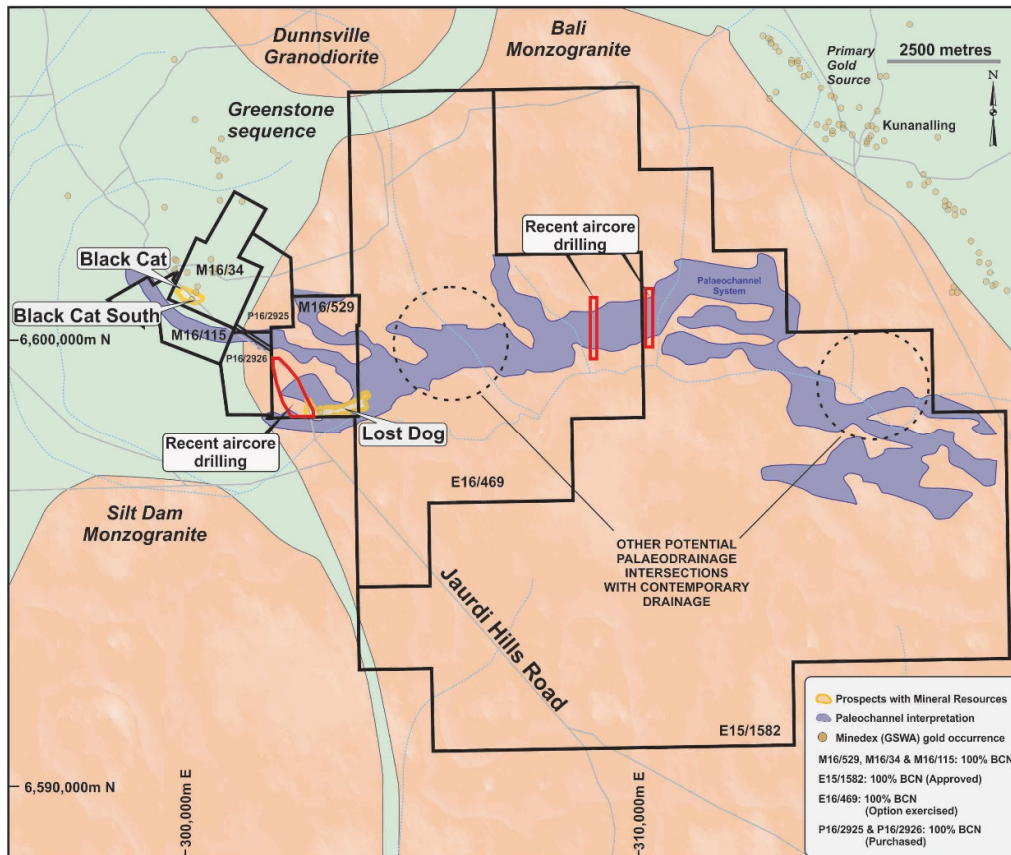 Dunnsville
Granodiorite
Bali
Monzogranite
Primary
Gold
Source
2500 metres
N
Kunanalling
Greenstone
sequence
Recent aircore
drilling
Black Cat
M16/34
Palaeochannel
System
Black Cat South
P16/2925
M16/529
M16/115
6,600,000m N
P16/2926
Lost Dog
Recent aircore
drilling
E16/469
Silt Dam
Monzogranite
OTHER POTENTIAL
PALAEODRAINAGE
INTERSECTIONS
WITH CONTEMPORARY
DRAINAGE
Jaurdi Hills Road
E15/1582
6,590,000m N
300,000m E
310,000m E
Prospects with Mineral Resources
Paleochannel interpretation
Minedex (GSWA) gold occurrence
M16/529, M16/34 & M16/115: 100% BCN
E15/1582: 100% BCN (Approved)
E16/469: 100% BCN
(Option exercised)
P16/2925 & P16/2926: 100% BCN
(Purchased)